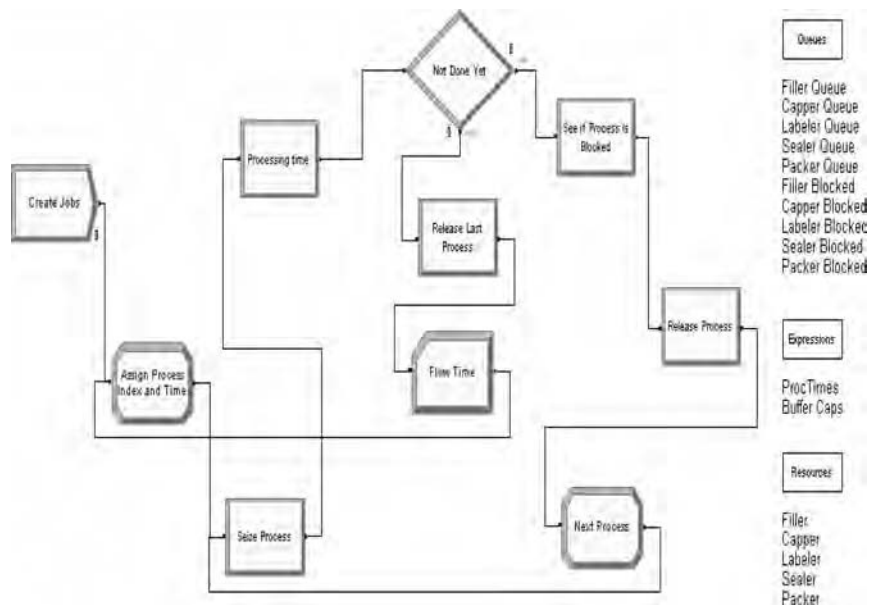 Not Done Yet
Processing time
See if Process is
Blocked
Create Jobs
Release Last
Process
Release Process
Assign Process
Index and Time
Flow Time
Seize Process
Next Process
Queues
Filler Queue
Capper Queue
Labeler Queue
Sealer Queue
Packer Queue
Filler Blocked
Capper Blocked
Labeler Blocked
Sealer Blocked
Packer Blocked
Expressions
ProcTimes
Buffer Caps
Resources
Filler
Capper
Labeler
Sealer
Packer